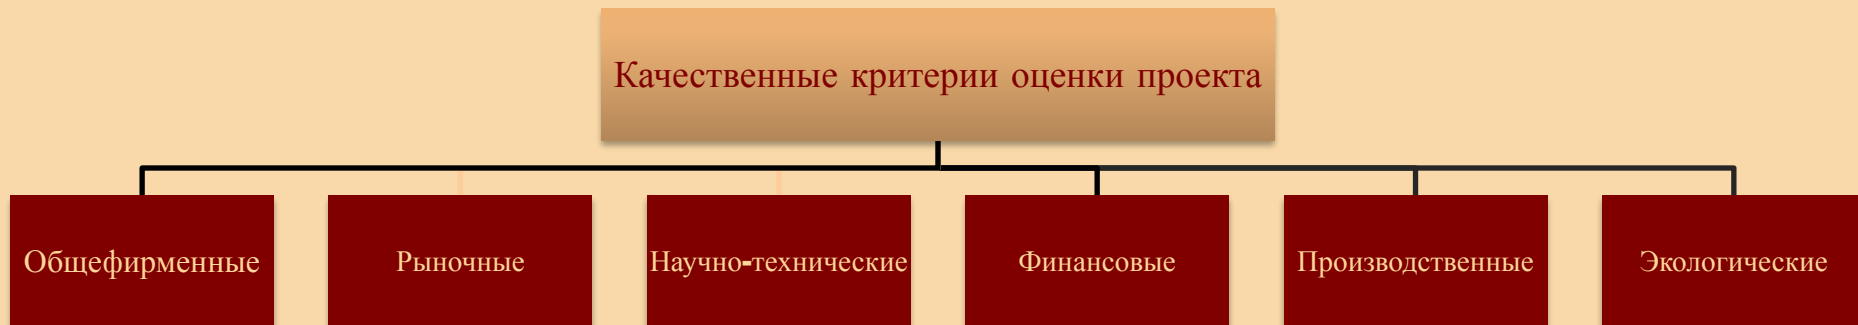 Качественные критерии оценки проекта
Общефирменные
Рыночные
Научно-технические
Финансовые
Производственные
Экологические